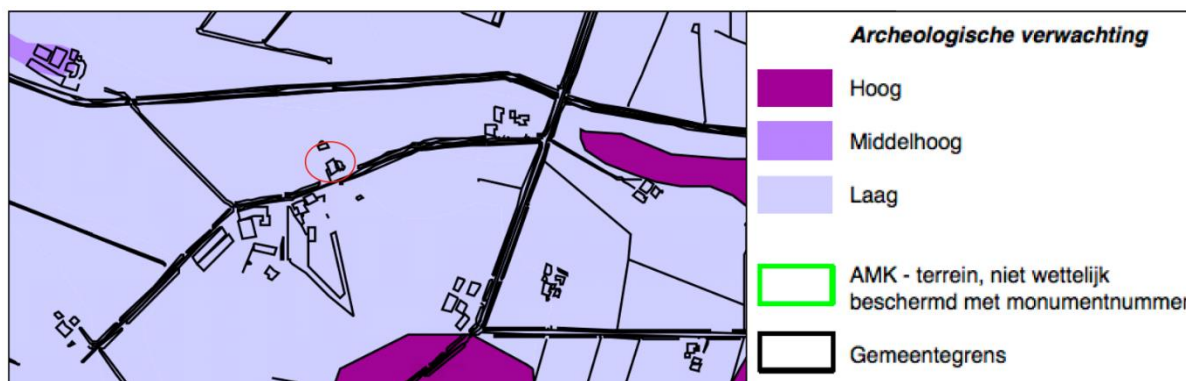 Archeologische verwachting
Hoog
Middelhoog
Laag
AMK - terrein, niet wettelijk
beschermd met monumentnummer
Gemeentegrens